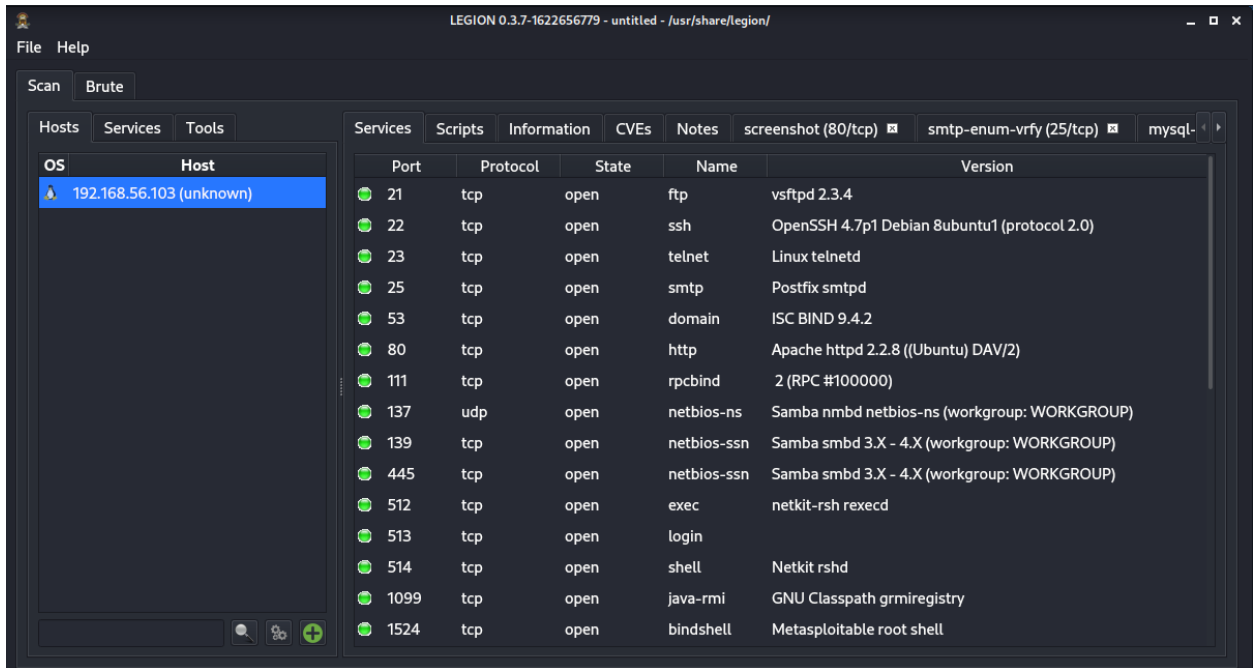 LEGION 0.3.7-1622656779 - untitled - /usr/share/legion/
File Help
Scan Brute
Hosts Services Tools
OS Host
192.168.56.103 (unknown)
Services Scripts Information CVEs Notes screenshot (80/tcp) smtp-enum-vrfy (25/tcp) mysql-
Port Protocol State Name Version
21 tcp open ftp vsftpd 2.3.4
22 tcp open ssh OpenSSH 4.7p1 Debian 8ubuntu1 (protocol 2.0)
23 tcp open telnet Linux telnetd
25 tcp open smtp Postfix smtpd
53 tcp open domain ISC BIND 9.4.2
80 tcp open http Apache httpd 2.2.8 ((Ubuntu) DAV/2)
111 tcp open rpcbind 2 (RPC #100000)
137 udp open netbios-ns Samba nmbd netbios-ns (workgroup: WORKGROUP)
139 tcp open netbios-ssn Samba smbd 3.X - 4.X (workgroup: WORKGROUP)
445 tcp open netbios-ssn Samba smbd 3.X - 4.X (workgroup: WORKGROUP)
512 tcp open exec netkit-rsh rexecd
513 tcp open login
514 tcp open shell Netkit rshd
1099 tcp open java-rmi GNU Classpath grmiregistry
1524 tcp open bindshell Metasploitable root shell